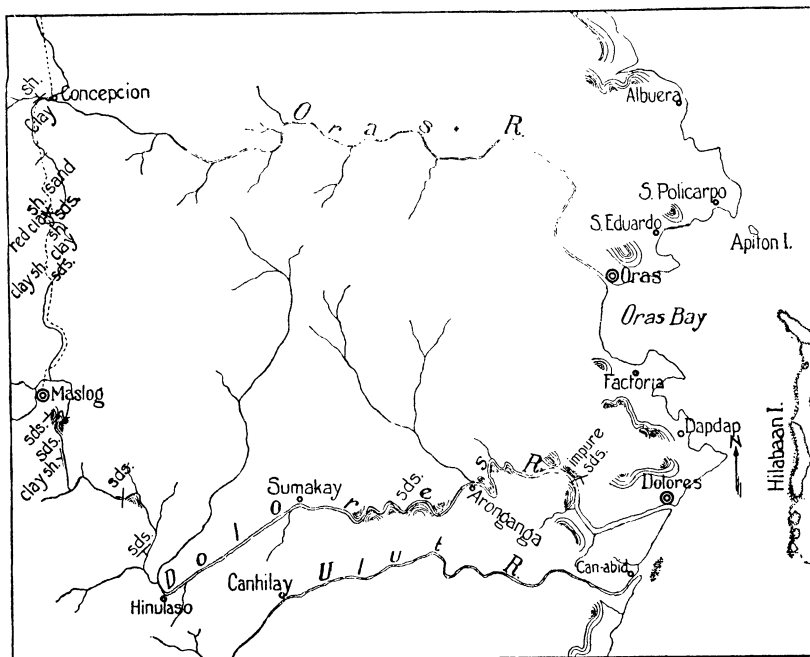 Albuera
sh.
Concepcion
Clay
Oras R.
sh. sand
red clay sh. sds.
sh.
clay
clay sh. sds.
S. Policarpo
S. Eduardo
Apiton I.
Oras
Oras Bay
Factoria
Maslog
sds.
sds.
clay sh.
Dapdap
N
Hilabaan I.
impure
sds.
Dolores
sds.
sds.
Sumakay
sds.
Aronganga
Dolores R.
Can-abid
Canhilay
Ulut R.
Hinulaso